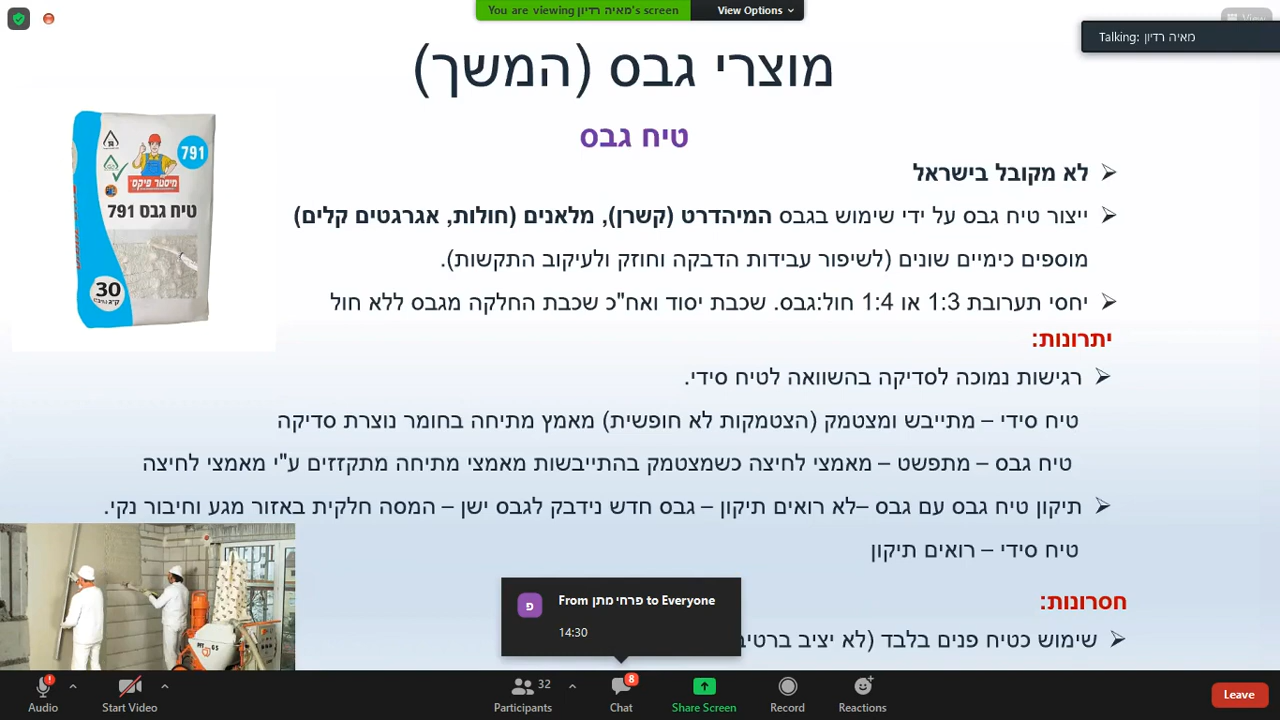 You are viewing מאיה רדיון's screen
View Options
View
Talking: מאיה רדיון
מוצרי גבס (המשך)
טיח גבס
לא מקובל בישראל
ייצור טיח גבס על ידי שימוש בגבס המיהדרט (קשרן), מלאנים (חולות, אגרגטים קלים)
מוספים כימיים שונים (לשיפור עבידות הדבקה וחוזק ולעיקוב התקשות).
יחסי תערובת 1:3 או 1:4 חול:גבס. שכבת יסוד ואח"כ שכבת החלקה מגבס ללא חול
יתרונות:
רגישות נמוכה לסדיקה בהשוואה לטיח סידי.
טיח סידי – מתייבש ומצטמק (הצטמקות לא חופשית) מאמץ מתיחה בחומר נוצרת סדיקה
טיח גבס – מתפשט – מאמצי לחיצה כשמצטמק בהתייבשות מאמצי מתיחה מתקזזים ע"י מאמצי לחיצה
תיקון טיח גבס עם גבס –לא רואים תיקון – גבס חדש נידבק לגבס ישן – המסה חלקית באזור מגע וחיבור נקי.
טיח סידי – רואים תיקון
חסרונות:
שימוש כטיח פנים בלבד (לא יציב ברטיב
791
מיסטר פיקס
טיח גבס 791
30
ק"ג
פ
From פרחי מתן to Everyone
14:30
Audio
Start Video
32
Participants
8
Chat
Share Screen
Record
Reactions
Leave